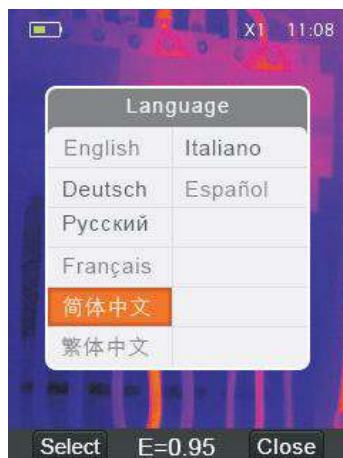 X1 11:08
Language
English Italiano
Deutsch Español
Русский
Français
简体中文
繁体中文
Select E=0.95 Close